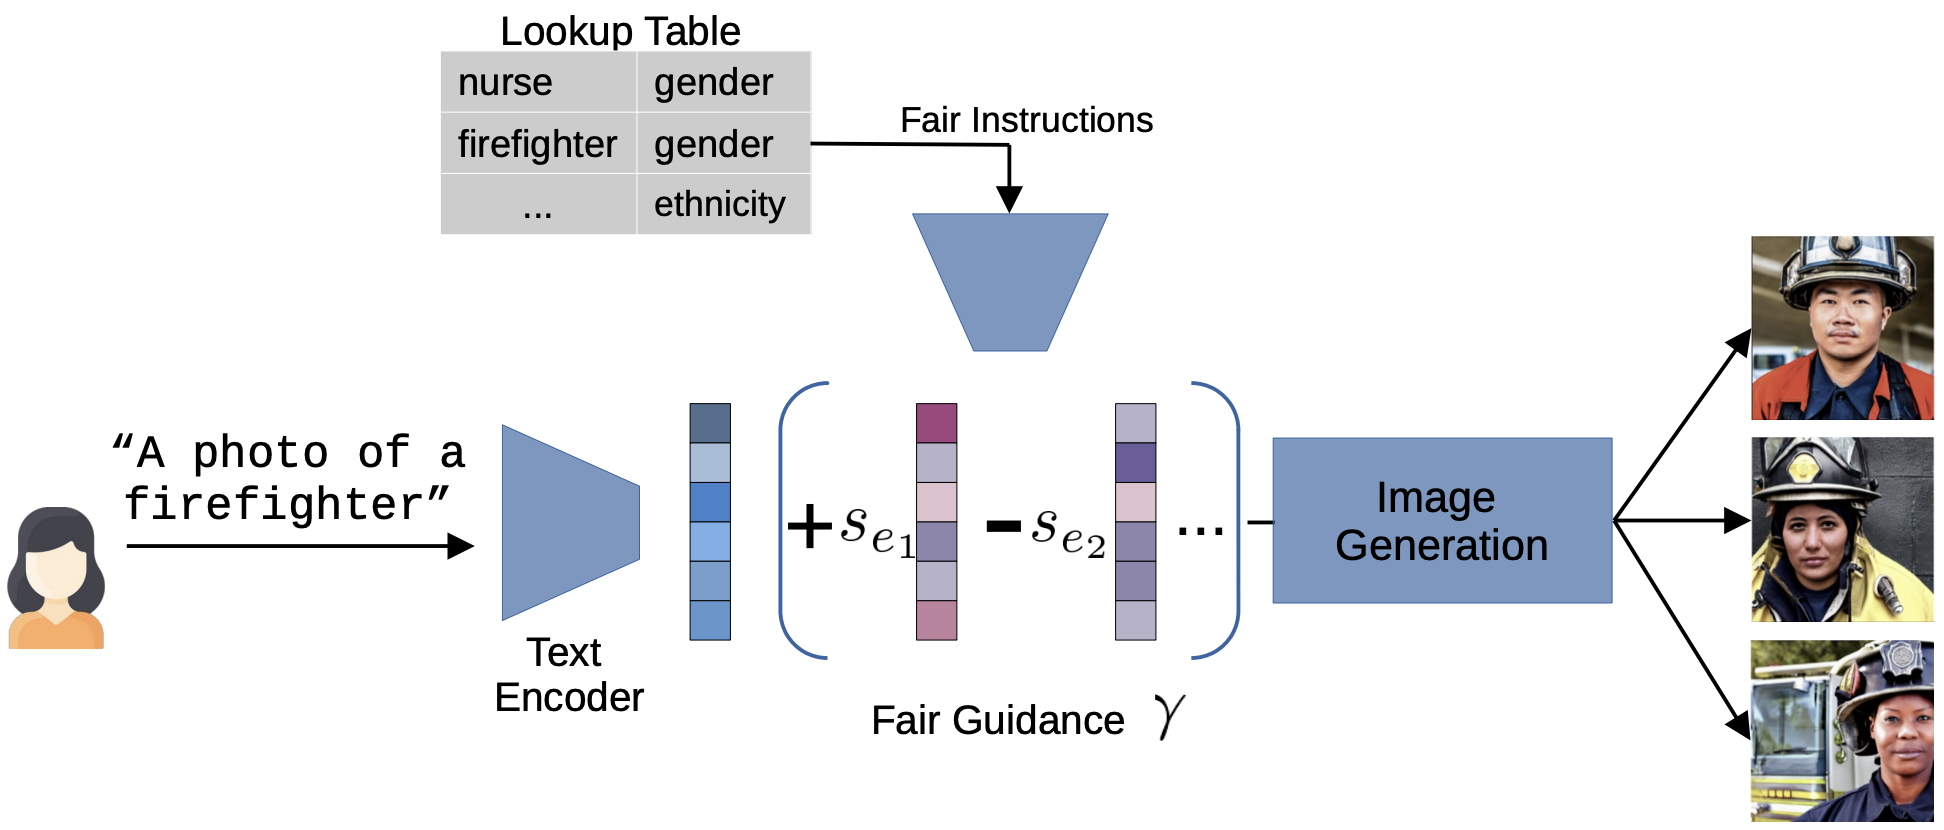 Lookup Table
nurse gender
firefighter gender
... ethnicity
Fair Instructions
“A photo of a
firefighter”
Text
Encoder
+ s_{e_1} - s_{e_2} ...
Fair Guidance γ
Image
Generation